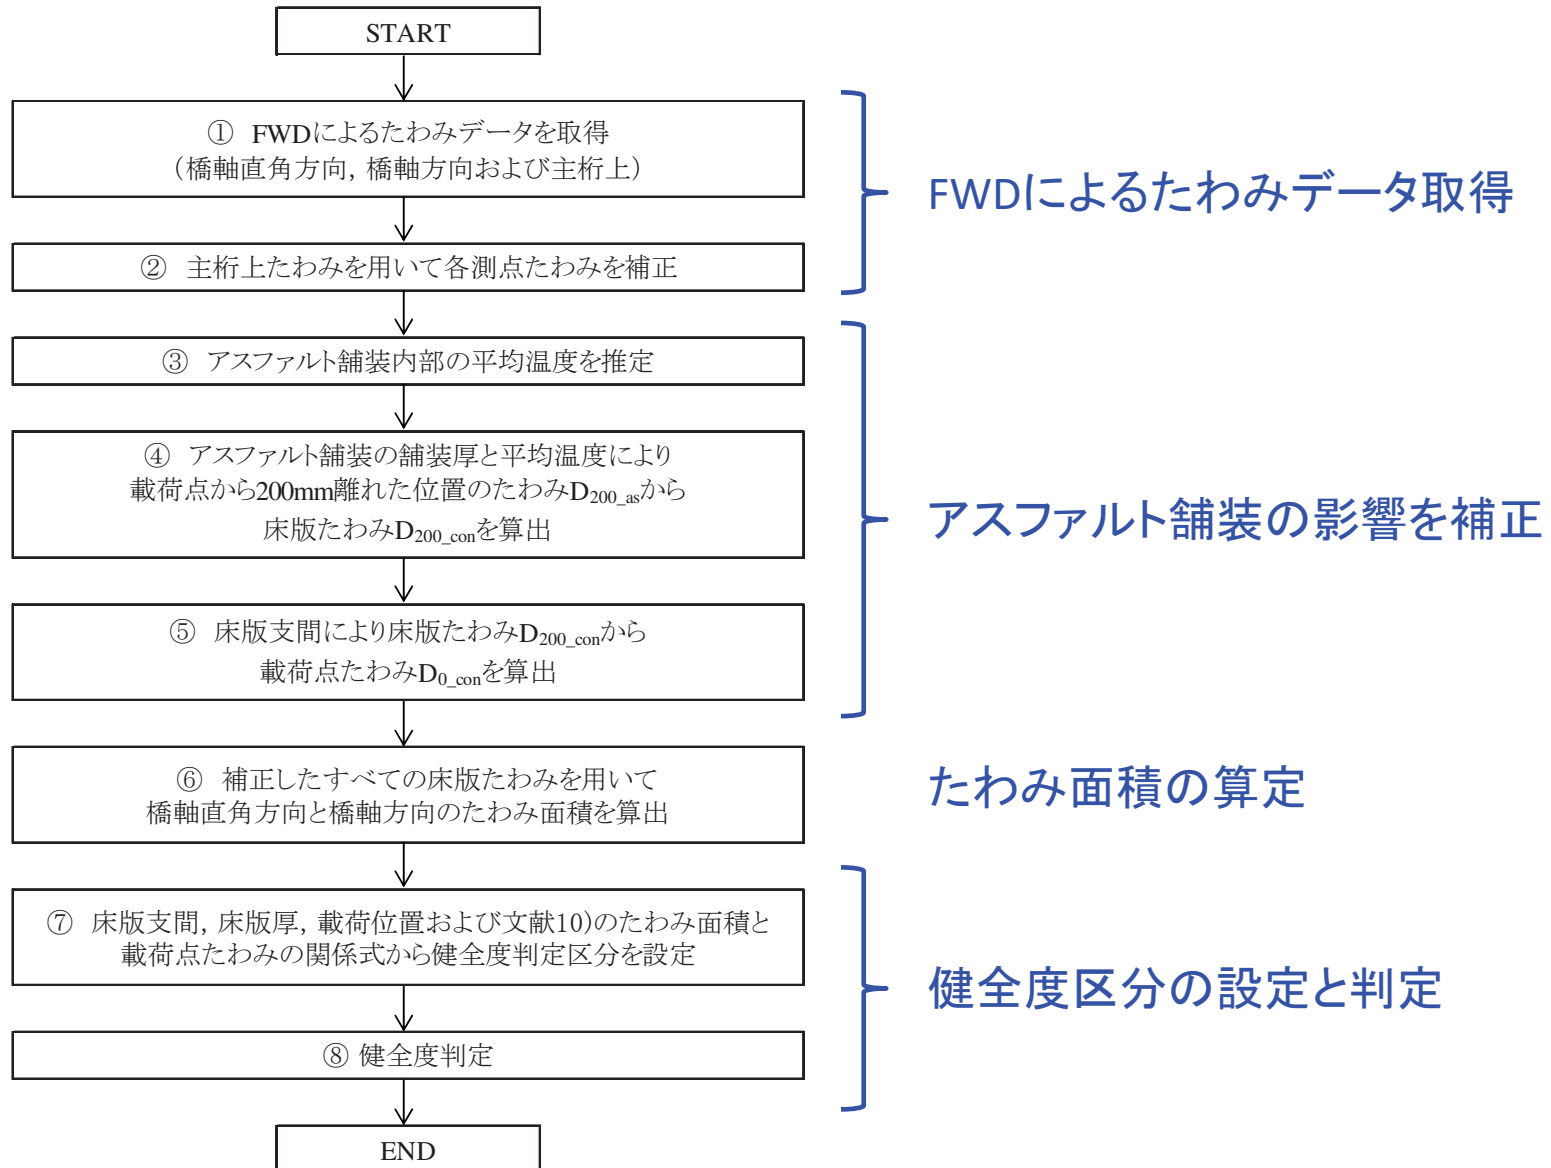 START
① FWDによるたわみデータを取得
（橋軸直角方向，橋軸方向および主桁上）
FWDによるたわみデータ取得
② 主桁上たわみを用いて各測点たわみを補正
③ アスファルト舗装内部の平均温度を推定
④ アスファルト舗装の舗装厚と平均温度により
載荷点から200mm離れた位置のたわみD200_asから
床版たわみD200_conを算出
アスファルト舗装の影響を補正
⑤ 床版支間により床版たわみD200_conから
載荷点たわみD0_conを算出
⑥ 補正したすべての床版たわみを用いて
橋軸直角方向と橋軸方向のたわみ面積を算出
たわみ面積の算定
⑦ 床版支間，床版厚，載荷位置および文献10)のたわみ面積と
載荷点たわみの関係式から健全度判定区分を設定
健全度区分の設定と判定
⑧ 健全度判定
END